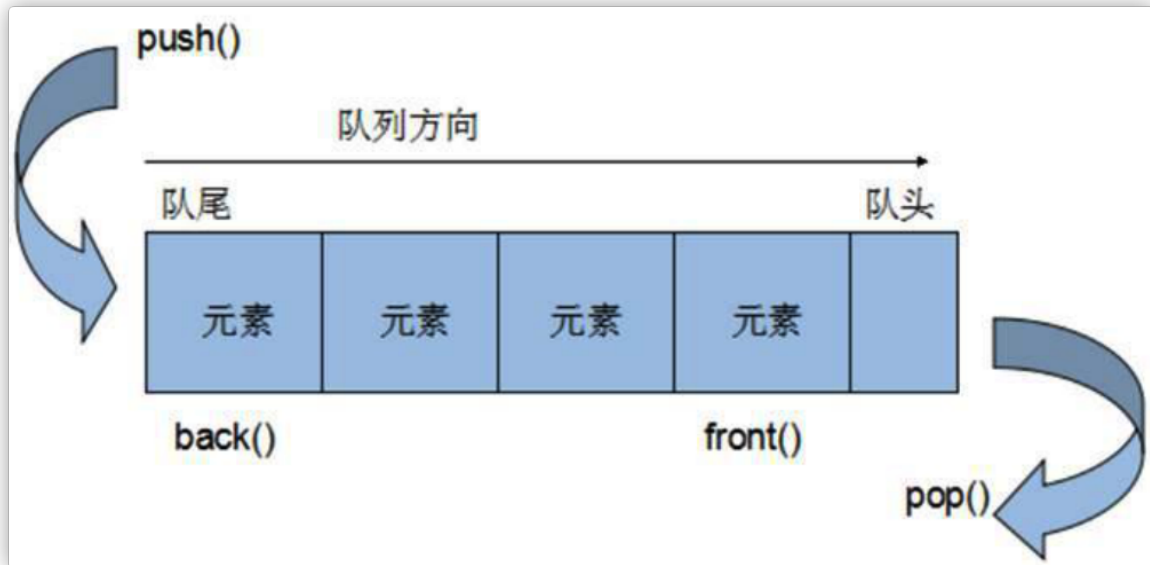 push()
队列方向
队尾 队头
元素 元素 元素 元素
back() front()
pop()